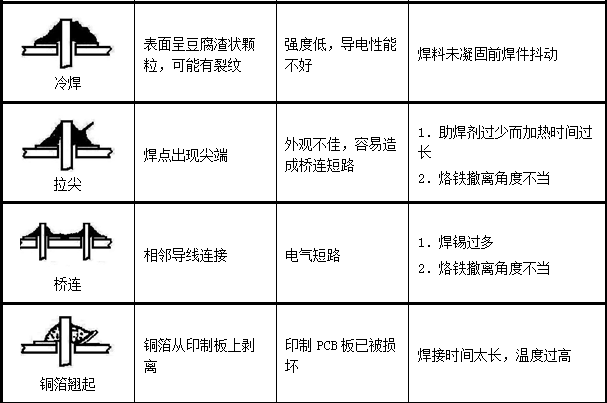 冷焊
表面呈豆腐渣状颗
粒，可能有裂纹
强度低，导电性能
不好
焊料未凝固前焊件抖动
拉尖
焊点出现尖端
外观不佳，容易造
成桥连短路
1．助焊剂过少而加热时间过
长
2．烙铁撤离角度不当
桥连
相邻导线连接
电气短路
1．焊锡过多
2．烙铁撤离角度不当
铜箔翘起
铜箔从印制板上剥
离
印制 PCB 板已被损
坏
焊接时间太长，温度过高